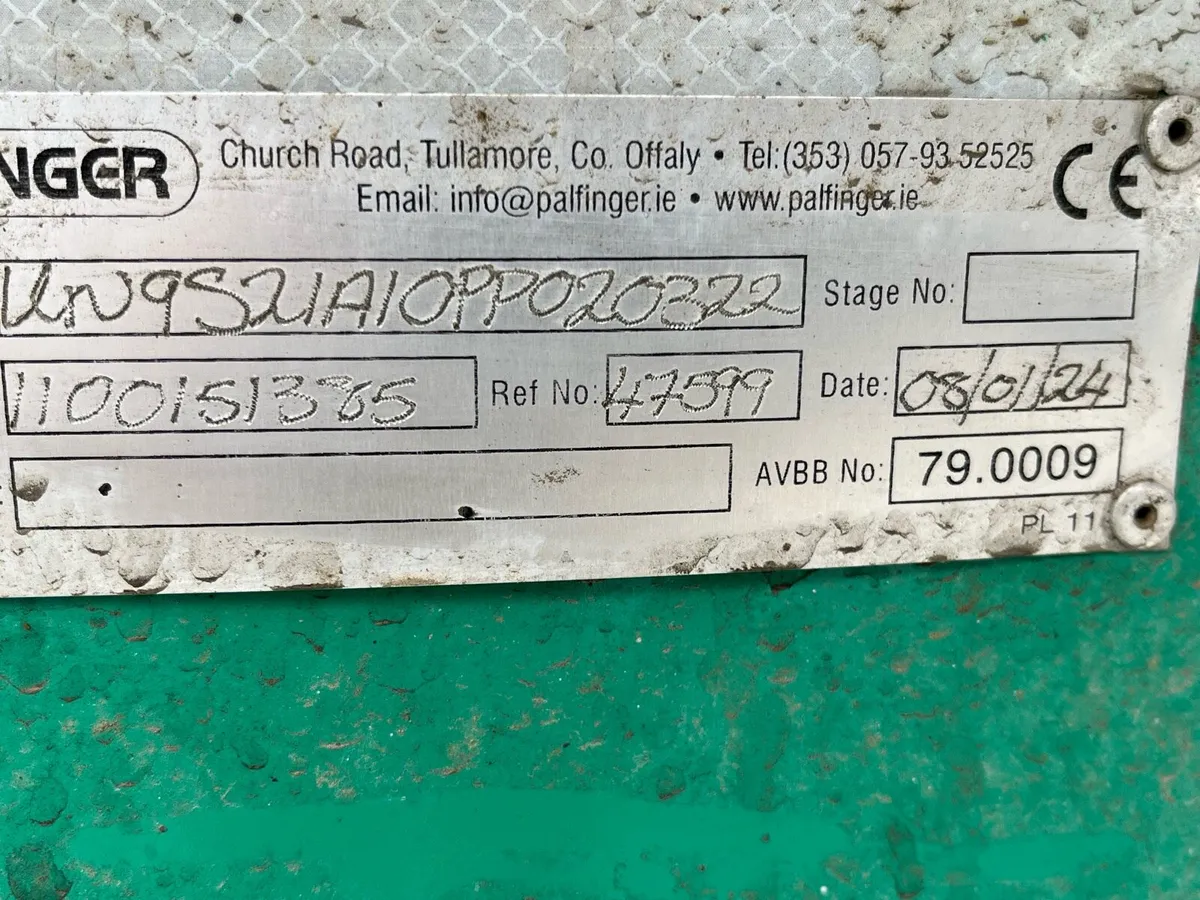 NGER Church Road, Tullamore, Co. Offaly • Tel:(353) 057-93 52525
Email: info@palfinger.ie • www.palfinger.ie
CE
UN9S21A10PP020322 Stage No:
1100151385 Ref No: 47599 Date: 08/01/24
AVBB No: 79.0009
PL 11